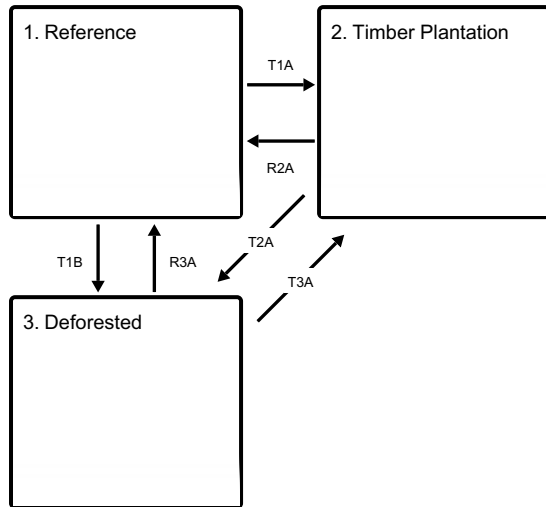 1. Reference
2. Timber Plantation
T1A
R2A
T1B
R3A
T2A
T3A
3. Deforested